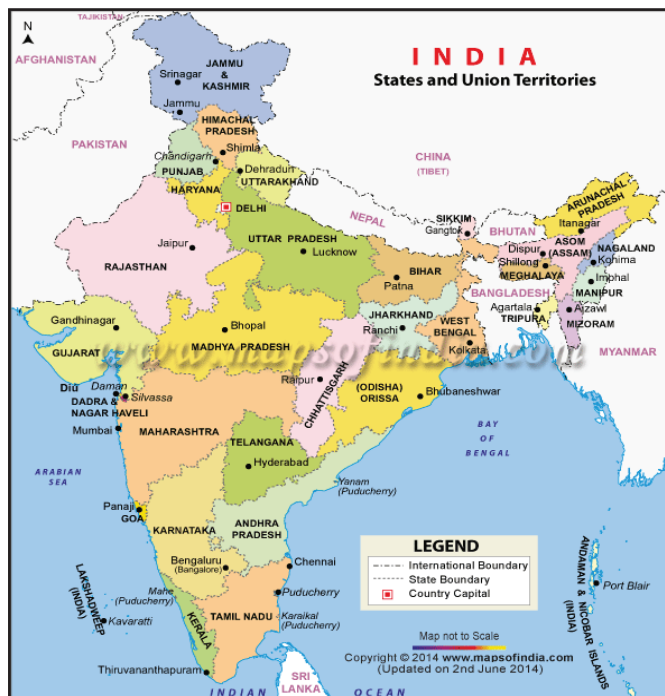 N
TAJIKISTAN
AFGHANISTAN
INDIA
States and Union Territories
JAMMU
&
KASHMIR
Srinagar
Jammu
HIMACHAL
PRADESH
Shimla
PAKISTAN
Chandigarh
PUNJAB
Dehradun
UTTARAKHAND
HARYANA
CHINA
(TIBET)
DELHI
NEPAL
SIKKIM
Gangtok
BHUTAN
ARUNACHAL
PRADESH
Itanagar
Jaipur
RAJASTHAN
UTTAR PRADESH
Lucknow
BIHAR
Patna
Dispur
ASOM
(ASSAM)
NAGALAND
Kohima
Shillong
MEGHALAYA
Imphal
MANIPUR
BANGLADESH
Agartala
TRIPURA
Aizawl
MIZORAM
MYANMAR
Gandhinagar
GUJARAT
Bhopal
MADHYA PRADESH
JHARKHAND
Ranchi
WEST
BENGAL
Kolkata
www.mapsofindia.com
Diu
Daman
Silvassa
DADRA &
NAGAR HAVELI
Mumbai
MAHARASHTRA
Raipur
CHHATTISGARH
(ODISHA)
ORISSA
Bhubaneshwar
TELANGANA
Hyderabad
BAY
OF
BENGAL
ARABIAN
SEA
Yanam
(Puducherry)
Panaji
GOA
KARNATAKA
ANDHRA
PRADESH
Bengaluru
(Bangalore)
Chennai
LEGEND
International Boundary
State Boundary
Country Capital
Mahe
(Puducherry)
Puducherry
LAKSHADWEEP
(INDIA)
Kavaratti
KERALA
TAMIL NADU
Karaikal
(Puducherry)
ANDAMAN & NICOBAR ISLANDS
(INDIA)
Port Blair
Thiruvananthapuram
SRI
LANKA
Map not to Scale
Copyright © 2014 www.mapsofindia.com
(Updated on 2nd June 2014)
INDIAN OCEAN